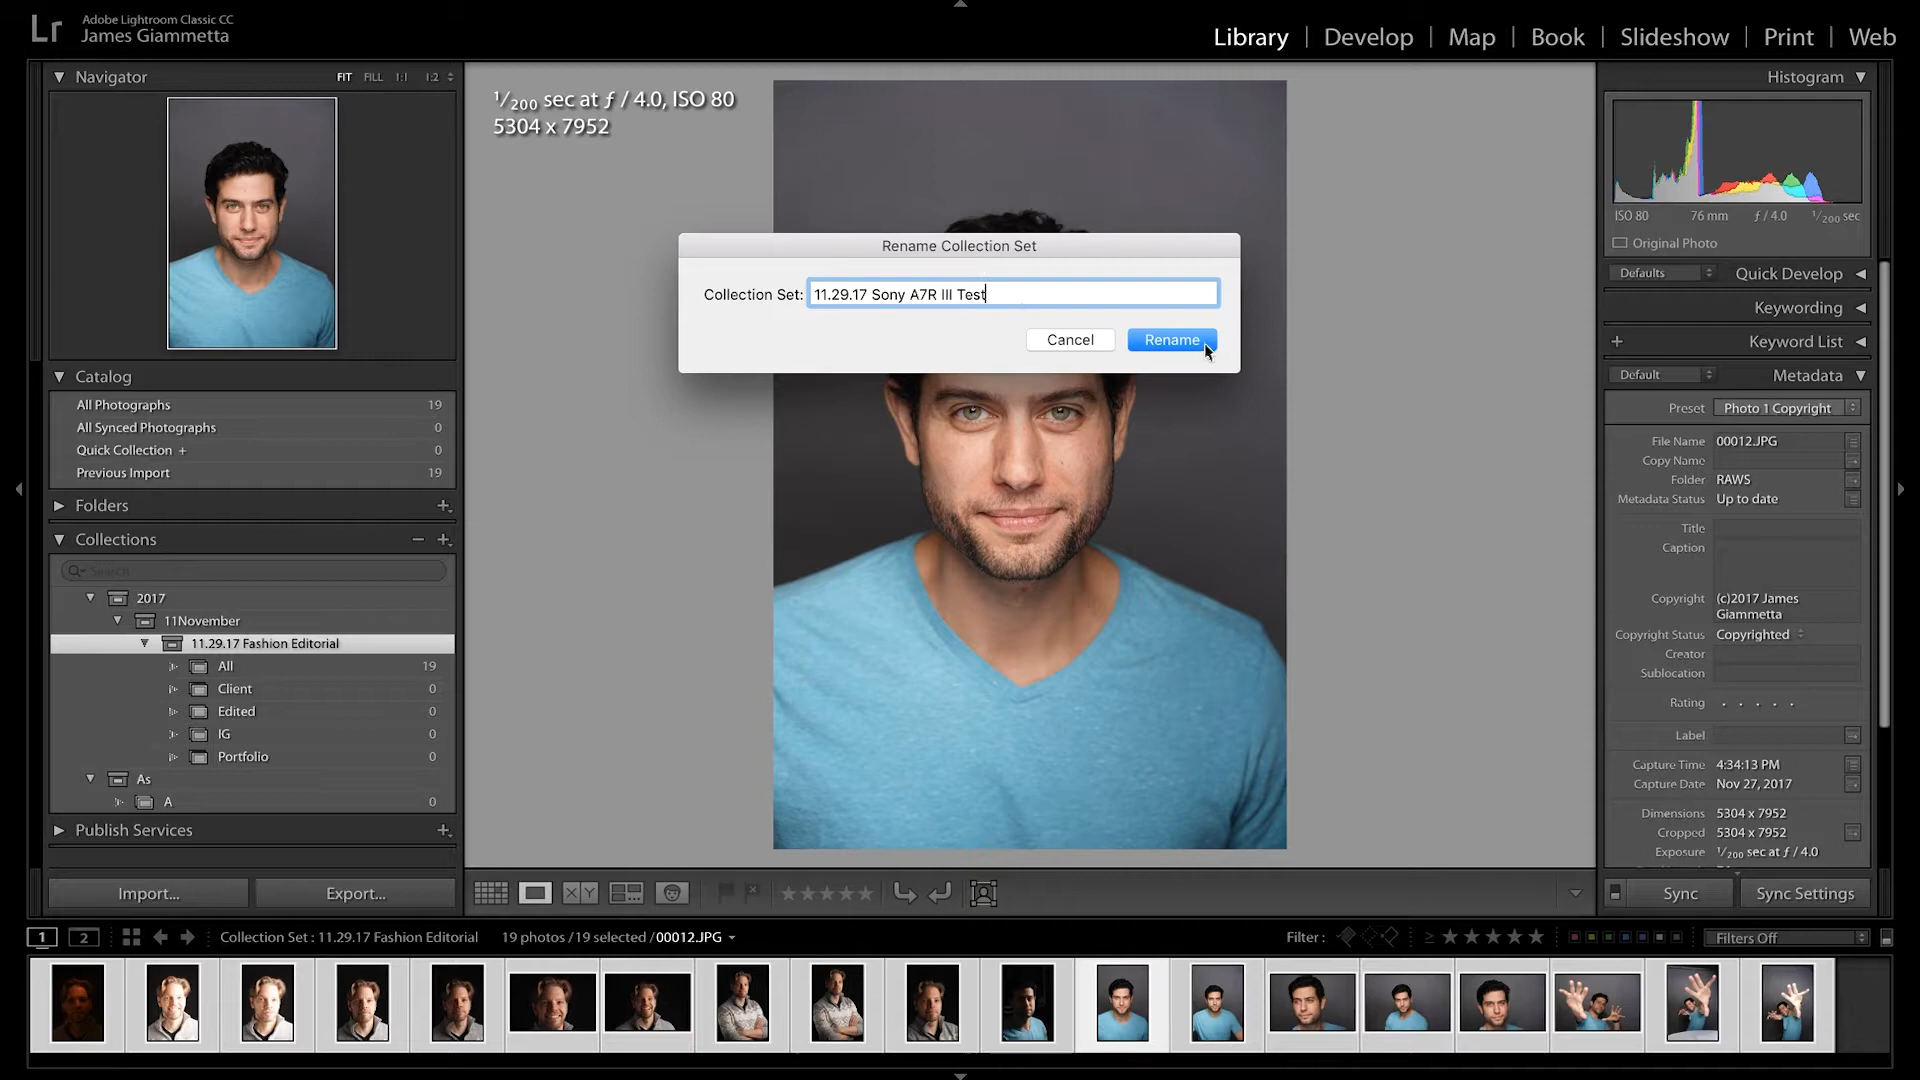 Lr
Adobe Lightroom Classic CC
James Giammetta
Library | Develop | Map | Book | Slideshow | Print | Web
Navigator FIT FILL 1:1 1:2
1/200 sec at ƒ / 4.0, ISO 80
5304 x 7952
Histogram
ISO 80 76 mm ƒ / 4.0 1/200 sec
Original Photo
Defaults Quick Develop
Keywording
+ Keyword List
Default Metadata
Preset Photo 1 Copyright
File Name 00012.JPG
Copy Name
Folder RAWS
Metadata Status Up to date
Title
Caption
Copyright (c)2017 James
Giammetta
Copyright Status Copyrighted
Creator
Sublocation
Rating . . . . .
Label
Capture Time 4:34:13 PM
Capture Date Nov 27, 2017
Dimensions 5304 x 7952
Cropped 5304 x 7952
Exposure 1/200 sec at ƒ / 4.0
Sync Sync Settings
Rename Collection Set
Collection Set: 11.29.17 Sony A7R III Test
Cancel Rename
Catalog
All Photographs 19
All Synced Photographs 0
Quick Collection + 0
Previous Import 19
Folders +
Collections − +
Search
2017
11November
11.29.17 Fashion Editorial
All 19
Client 0
Edited 0
IG 0
Portfolio 0
As
A 0
Publish Services +
Import... Export...
X Y
1 2 Collection Set : 11.29.17 Fashion Editorial 19 photos / 19 selected / 00012.JPG Filter : ≥ Filters Off